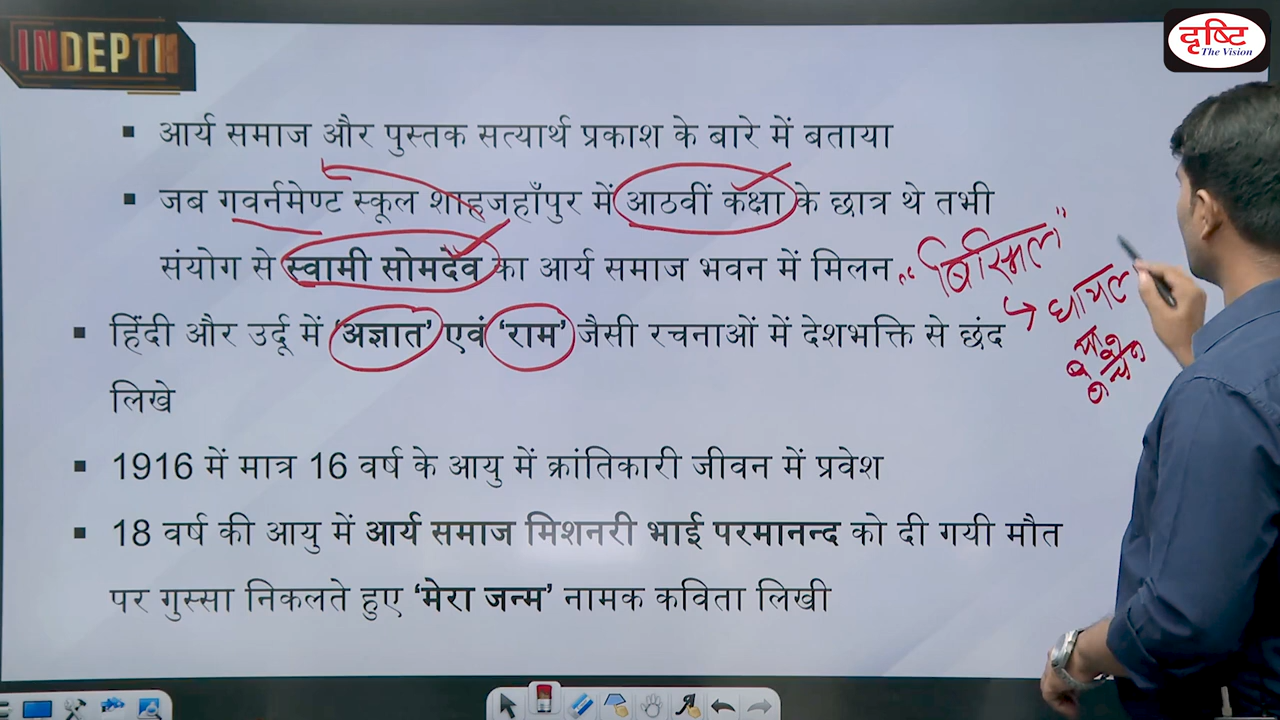 INDEPTH
दृष्टि
The Vision
आर्य समाज और पुस्तक सत्यार्थ प्रकाश के बारे में बताया
जब गवर्नमेण्ट स्कूल शाहजहाँपुर में आठवीं कक्षा के छात्र थे तभी
संयोग से स्वामी सोमदेव का आर्य समाज भवन में मिलन
"बिस्मिल"
घायल
हिंदी और उर्दू में 'अज्ञात' एवं 'राम' जैसी रचनाओं में देशभक्ति से छंद
लिखे
1916 में मात्र 16 वर्ष के आयु में क्रांतिकारी जीवन में प्रवेश
18 वर्ष की आयु में आर्य समाज मिशनरी भाई परमानन्द को दी गयी मौत
पर गुस्सा निकलते हुए 'मेरा जन्म' नामक कविता लिखी